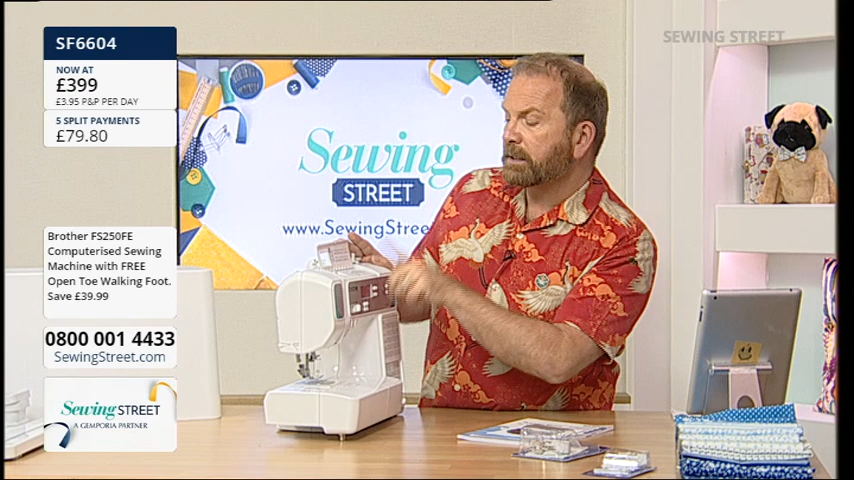 SF6604
NOW AT
£399
£3.95 P&P PER DAY
5 SPLIT PAYMENTS
£79.80
Brother FS250FE
Computerised Sewing
Machine with FREE
Open Toe Walking Foot.
Save £39.99
0800 001 4433
SewingStreet.com
Sewing STREET
A GEMPORIA PARTNER
Sewing
STREET
www.SewingStree
SEWING STREET